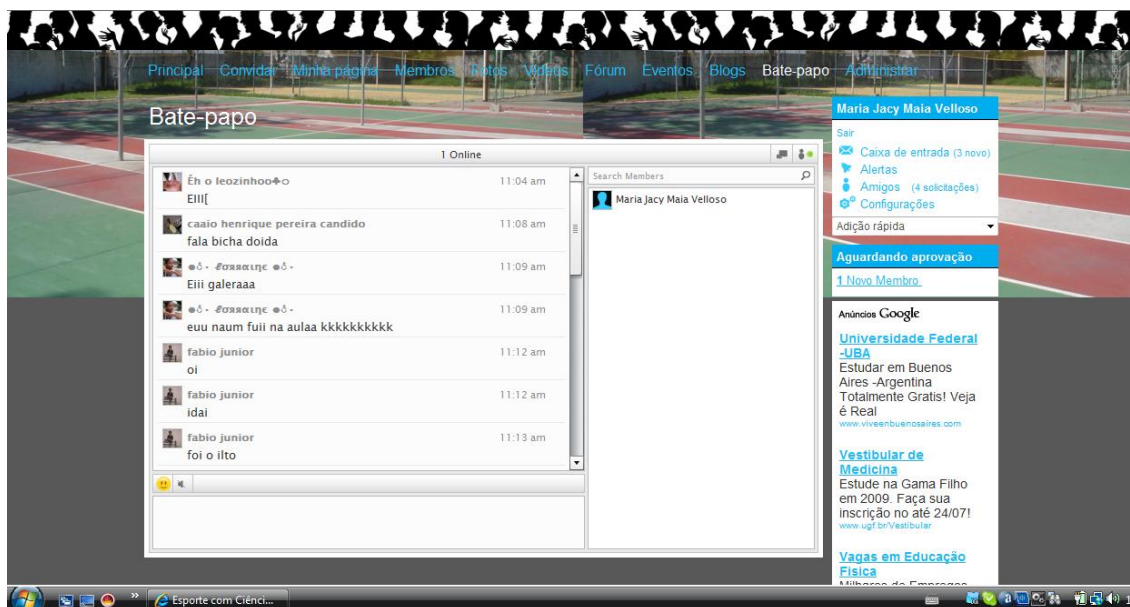 Principal Convidar Minha página Membros Fotos Vídeos Fórum Eventos Blogs Bate-papo Administrar
Bate-papo
1 Online
Éh o leozinhoo♣○
11:04 am
EIII[
caaio henrique pereira candido
11:08 am
fala bicha doida
11:09 am
Eiii galeraaa
11:09 am
euu naum fuii na aulaa kkkkkkkkkk
fabio junior
11:12 am
oi
fabio junior
11:12 am
idai
fabio junior
11:13 am
foi o ilto
Search Members
Maria Jacy Maia Velloso
Maria Jacy Maia Velloso
Sair
Caixa de entrada (3 novo)
Alertas
Amigos (4 solicitações)
Configurações
Adição rápida
Aguardando aprovação
1 Novo Membro
Anúncios Google
Universidade Federal
-UBA
Estudar em Buenos
Aires -Argentina
Totalmente Gratis! Veja
é Real
www.viveenbuenosaires.com
Vestibular de
Medicina
Estude na Gama Filho
em 2009. Faça sua
inscrição no até 24/07!
www.ugf.br/Vestibular
Vagas em Educação
Fisica
Milhares de Empregos
Esporte com Ciênci...